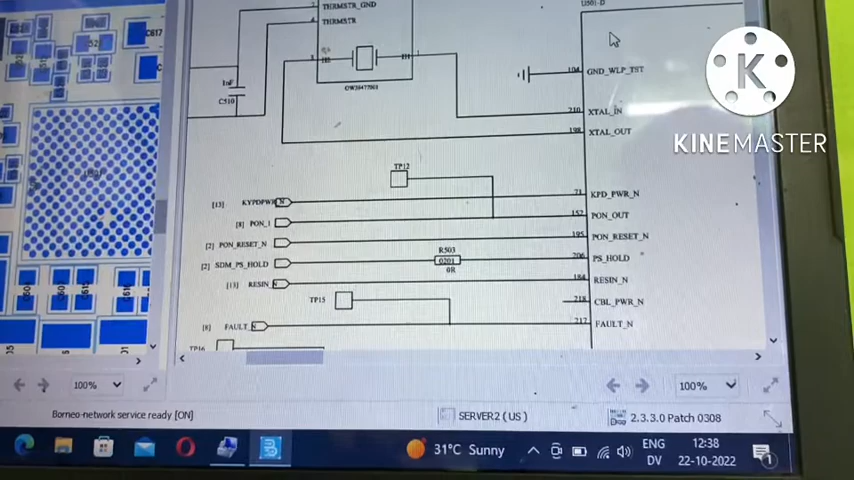 THRMSTR_GND
THRMSTR
1nF
C510
C617
104 GND_WLP_TST
210 XTAL_IN
198 XTAL_OUT
K
KINEMASTER
TP12
[13] KYPDPWR_N 71 KPD_PWR_N
[8] PON_1 152 PON_OUT
[2] PON_RESET_N 195 PON_RESET_N
R503
0201
0R
[2] SDM_PS_HOLD 206 PS_HOLD
[13] RESIN_N 184 RESIN_N
TP15
218 CBL_PWR_N
[8] FAULT_N 217 FAULT_N
TP16
100% 100%
Borneo-network service ready [ON] SERVER2 ( US ) 2.3.3.0 Patch 0308
31°C Sunny
ENG
DV
12:38
22-10-2022
1